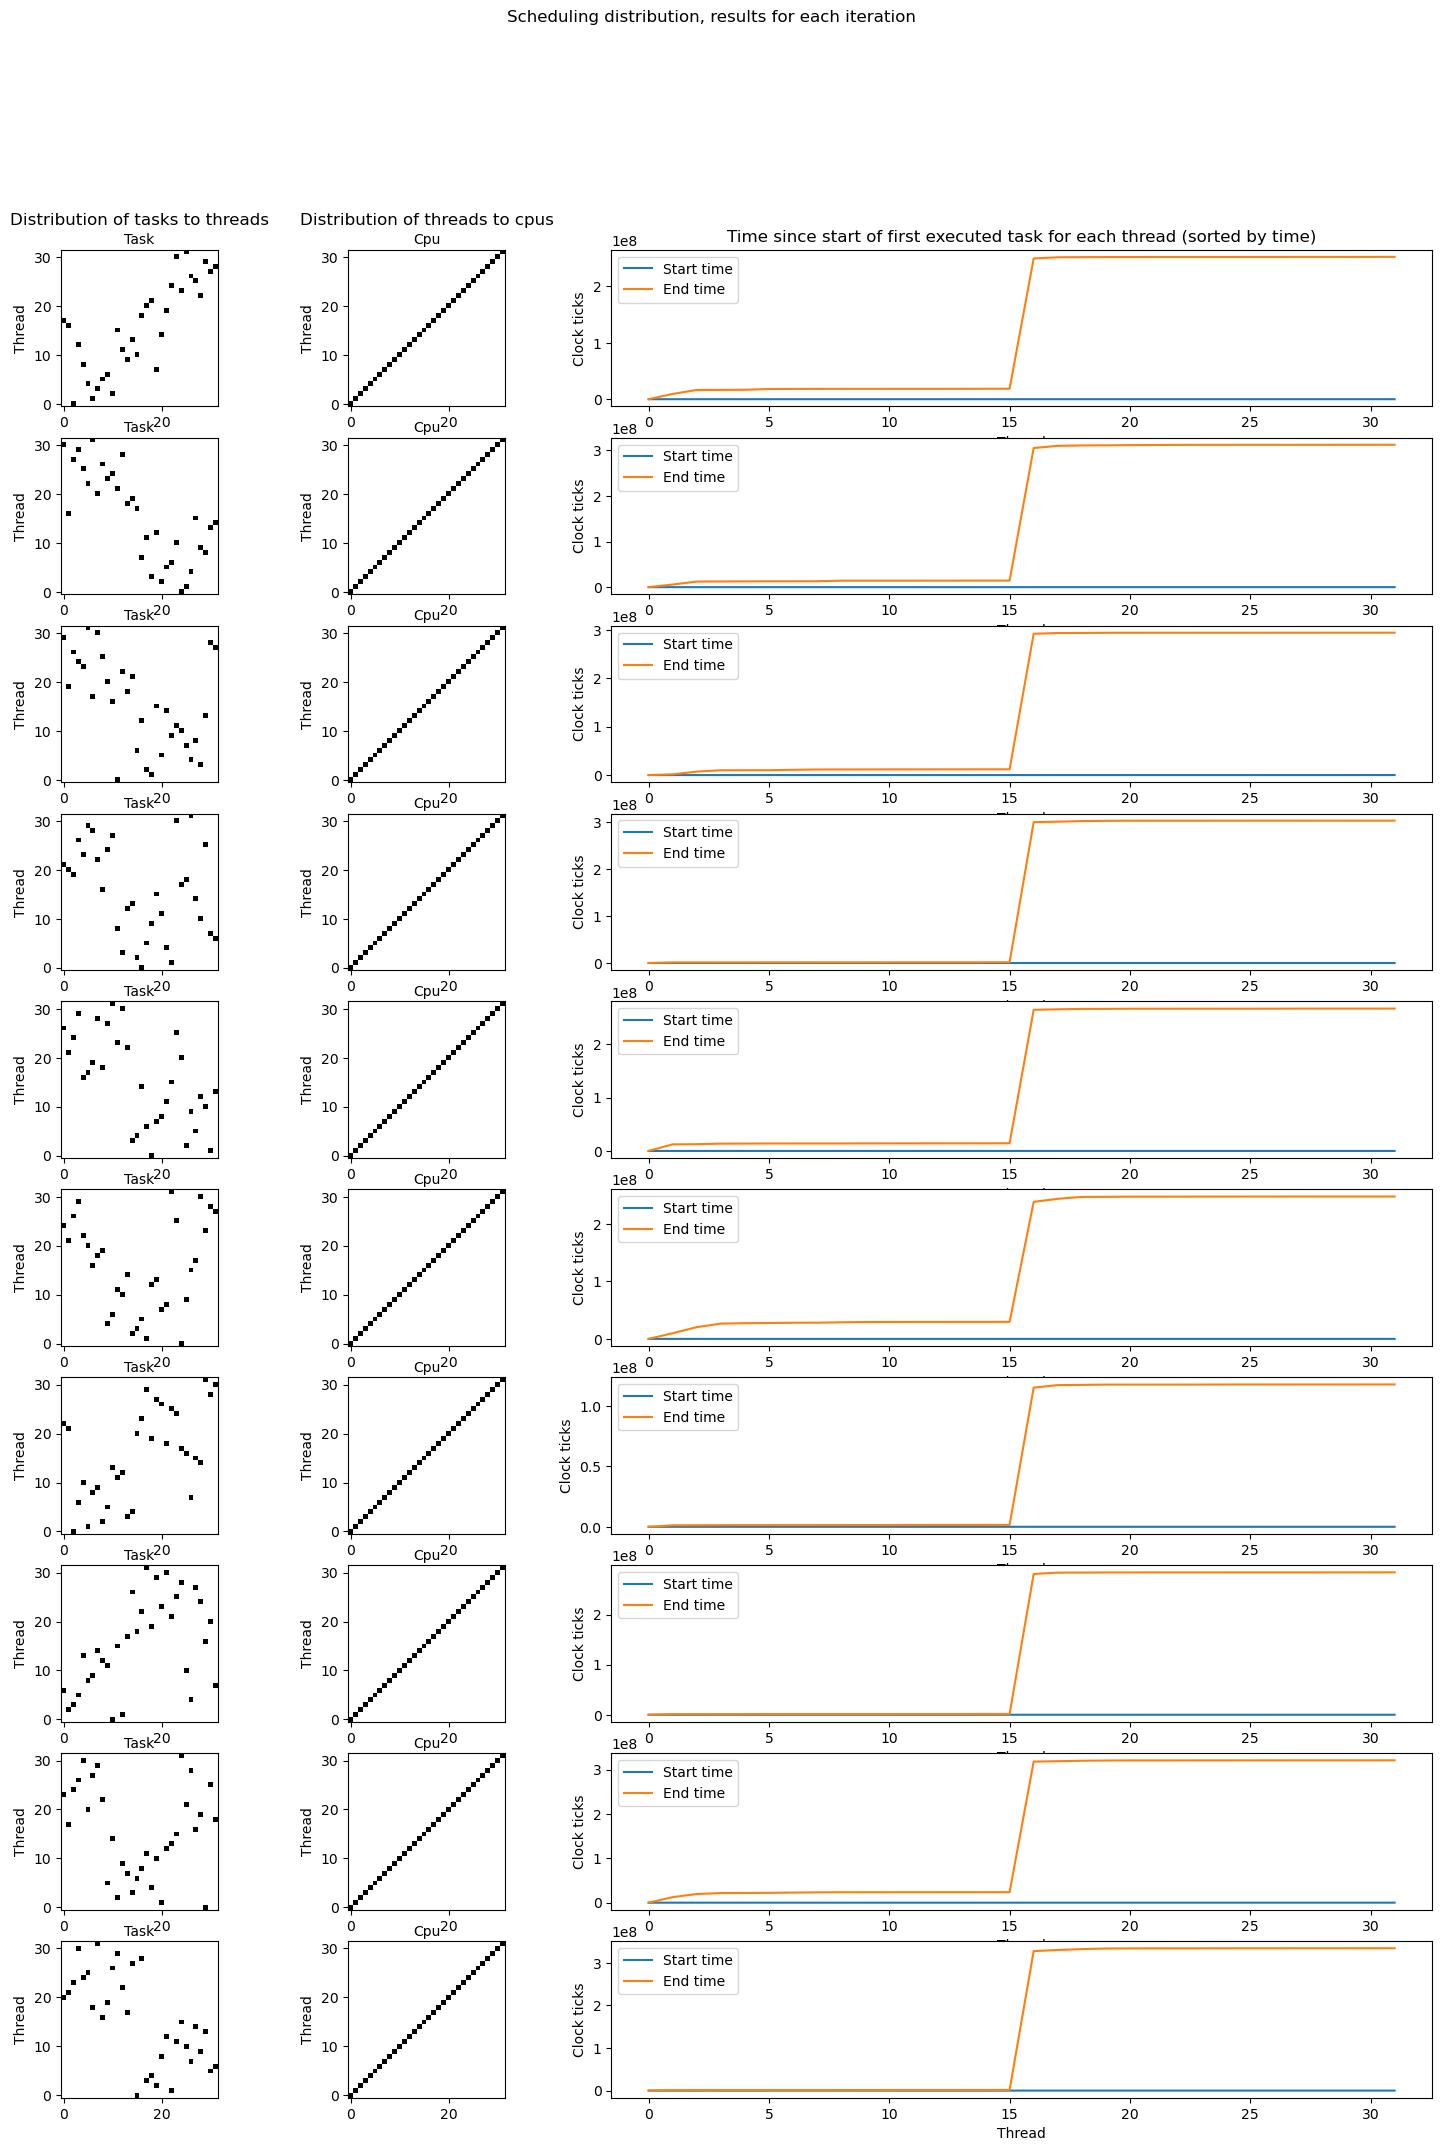 Scheduling distribution, results for each iteration
Distribution of tasks to threads
Distribution of threads to cpus
Time since start of first executed task for each thread (sorted by time)
Task
Thread
30
20
10
0
0 20
Cpu
Thread
30
20
10
0
0 20
1e8
Clock ticks
2
1
0
Start time
End time
0 5 10 15 20 25 30
Task
Thread
30
20
10
0
0 20
Cpu
Thread
30
20
10
0
0 20
1e8
Clock ticks
3
2
1
0
Start time
End time
0 5 10 15 20 25 30
Task
Thread
30
20
10
0
0 20
Cpu
Thread
30
20
10
0
0 20
1e8
Clock ticks
3
2
1
0
Start time
End time
0 5 10 15 20 25 30
Task
Thread
30
20
10
0
0 20
Cpu
Thread
30
20
10
0
0 20
1e8
Clock ticks
3
2
1
0
Start time
End time
0 5 10 15 20 25 30
Task
Thread
30
20
10
0
0 20
Cpu
Thread
30
20
10
0
0 20
1e8
Clock ticks
2
1
0
Start time
End time
0 5 10 15 20 25 30
Task
Thread
30
20
10
0
0 20
Cpu
Thread
30
20
10
0
0 20
1e8
Clock ticks
2
1
0
Start time
End time
0 5 10 15 20 25 30
Task
Thread
30
20
10
0
0 20
Cpu
Thread
30
20
10
0
0 20
1e8
Clock ticks
1.0
0.5
0.0
Start time
End time
0 5 10 15 20 25 30
Task
Thread
30
20
10
0
0 20
Cpu
Thread
30
20
10
0
0 20
1e8
Clock ticks
2
1
0
Start time
End time
0 5 10 15 20 25 30
Task
Thread
30
20
10
0
0 20
Cpu
Thread
30
20
10
0
0 20
1e8
Clock ticks
3
2
1
0
Start time
End time
0 5 10 15 20 25 30
Task
Thread
30
20
10
0
0 20
Cpu
Thread
30
20
10
0
0 20
1e8
Clock ticks
3
2
1
0
Start time
End time
0 5 10 15 20 25 30
Thread